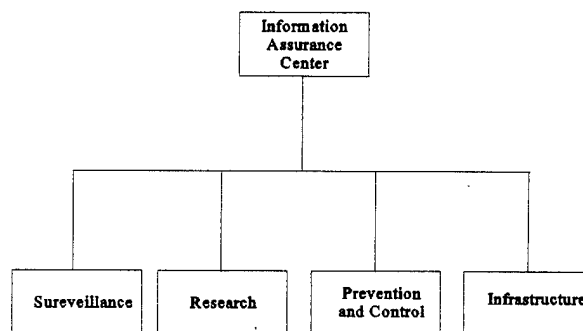 Information
Assurance
Center
Sureveillance
Research
Prevention
and Control
Infrastructure